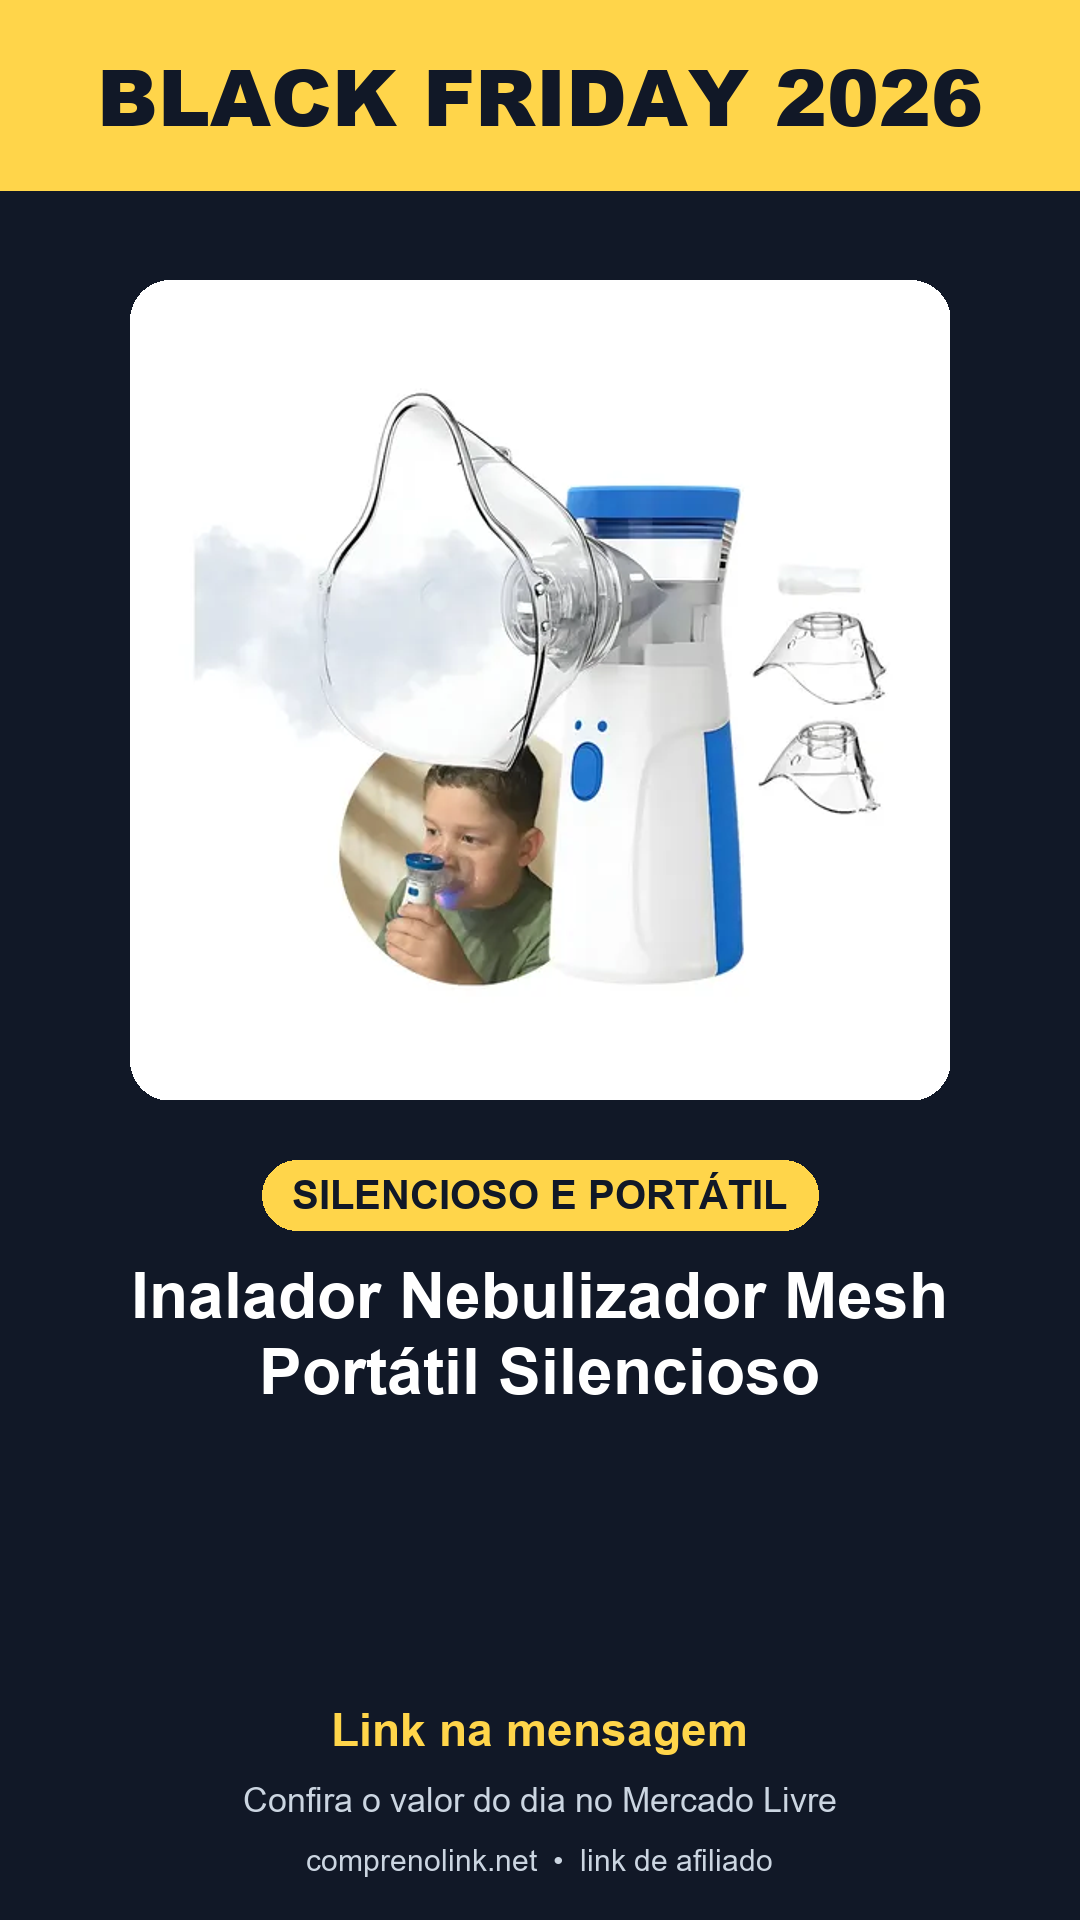 BLACK FRIDAY 2026
SILENCIOSO E PORTÁTIL
Inalador Nebulizador Mesh
Portátil Silencioso
Link na mensagem
Confira o valor do dia no Mercado Livre
comprenolink.net • link de afiliado